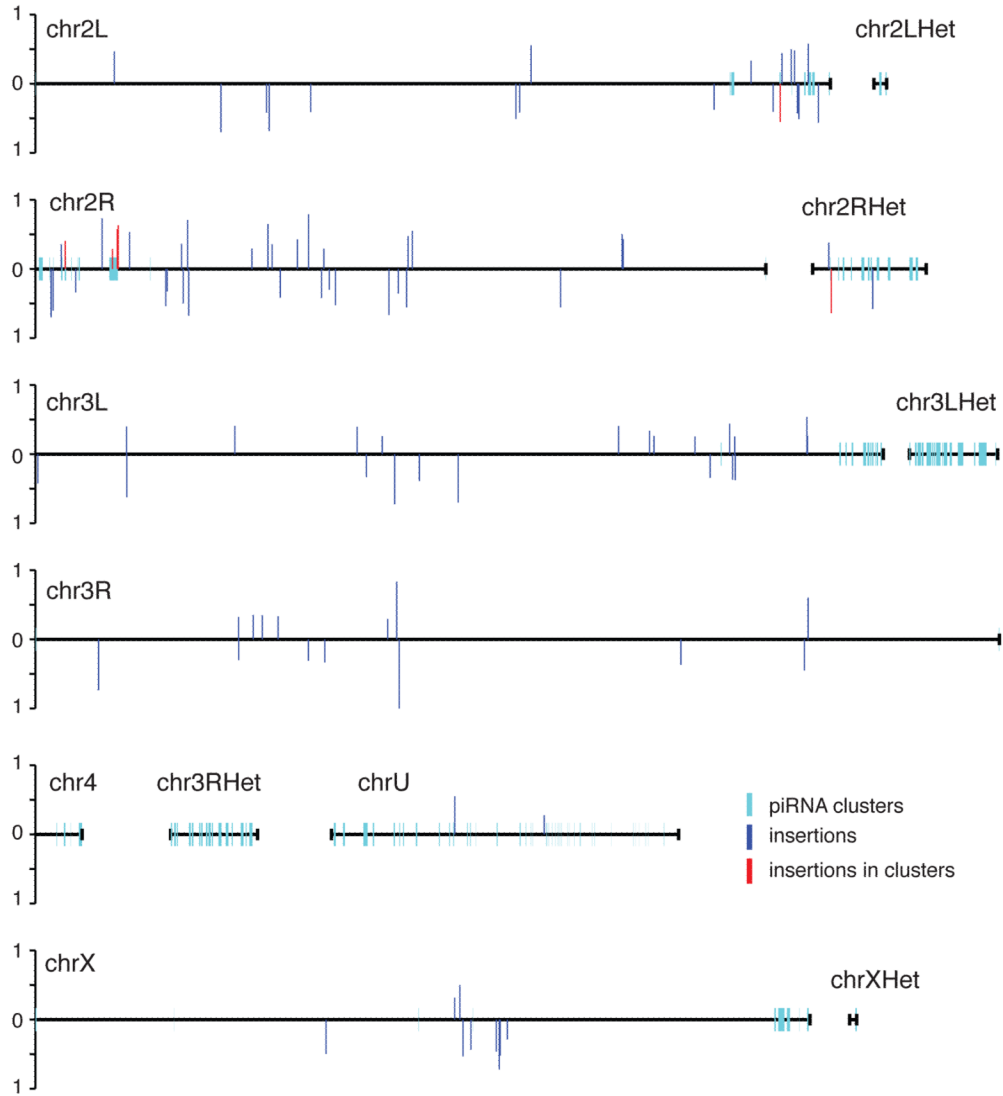 1
chr2L
chr2LHet
0
1
1
chr2R
chr2RHet
0
1
1
chr3L
chr3LHet
0
1
1
chr3R
0
1
1
chr4
chr3RHet
chrU
piRNA clusters
0
insertions
insertions in clusters
1
1
chrX
chrXHet
0
1